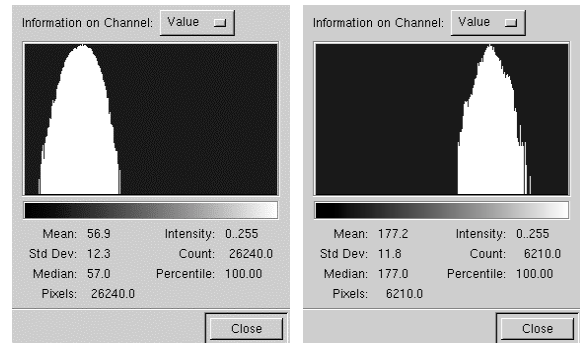 Information on Channel: Value
Mean: 56.9 Intensity: 0..255
Std Dev: 12.3 Count: 26240.0
Median: 57.0 Percentile: 100.00
Pixels: 26240.0
Close
Information on Channel: Value
Mean: 177.2 Intensity: 0..255
Std Dev: 11.8 Count: 6210.0
Median: 177.0 Percentile: 100.00
Pixels: 6210.0
Close